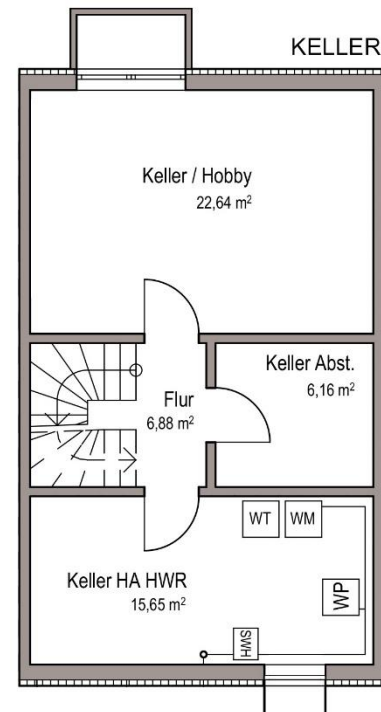 KELLER
Keller / Hobby
22,64 m²
Keller Abst.
6,16 m²
Flur
6,88 m²
WT WM
Keller HA HWR
15,65 m²
WP
SWH